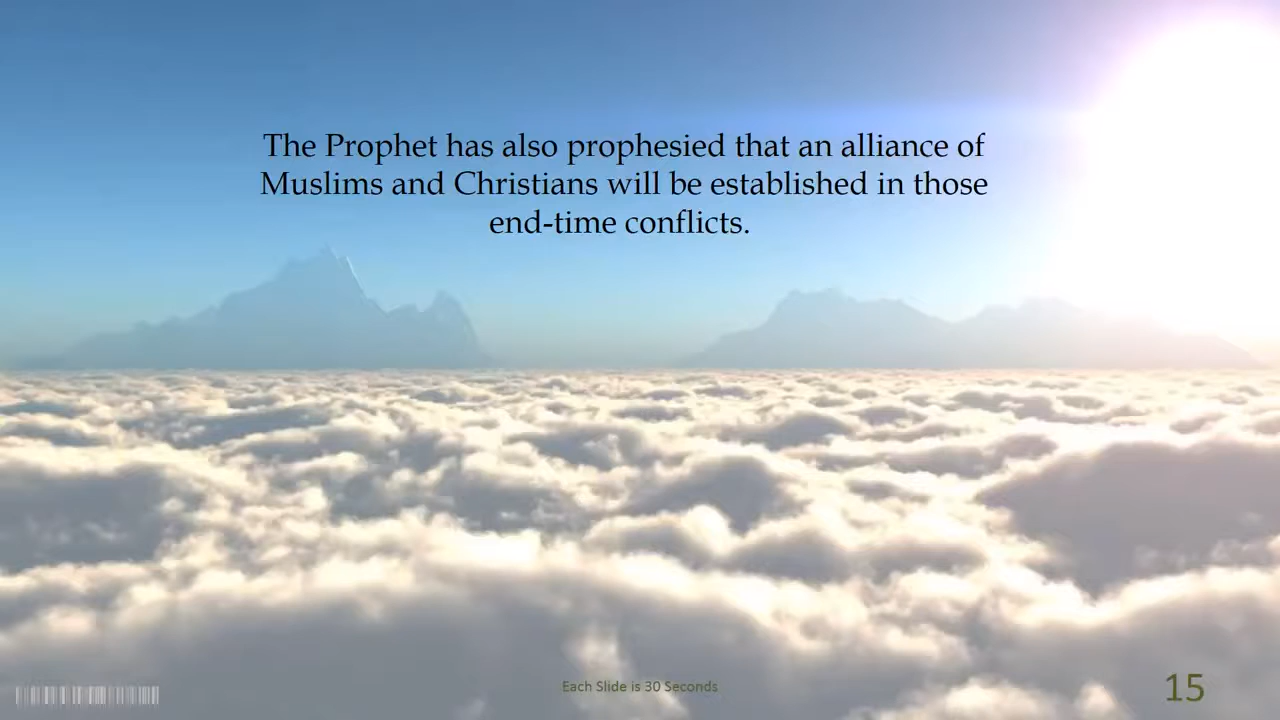 The Prophet has also prophesied that an alliance of
Muslims and Christians will be established in those
end-time conflicts.
Each Slide is 30 Seconds
15